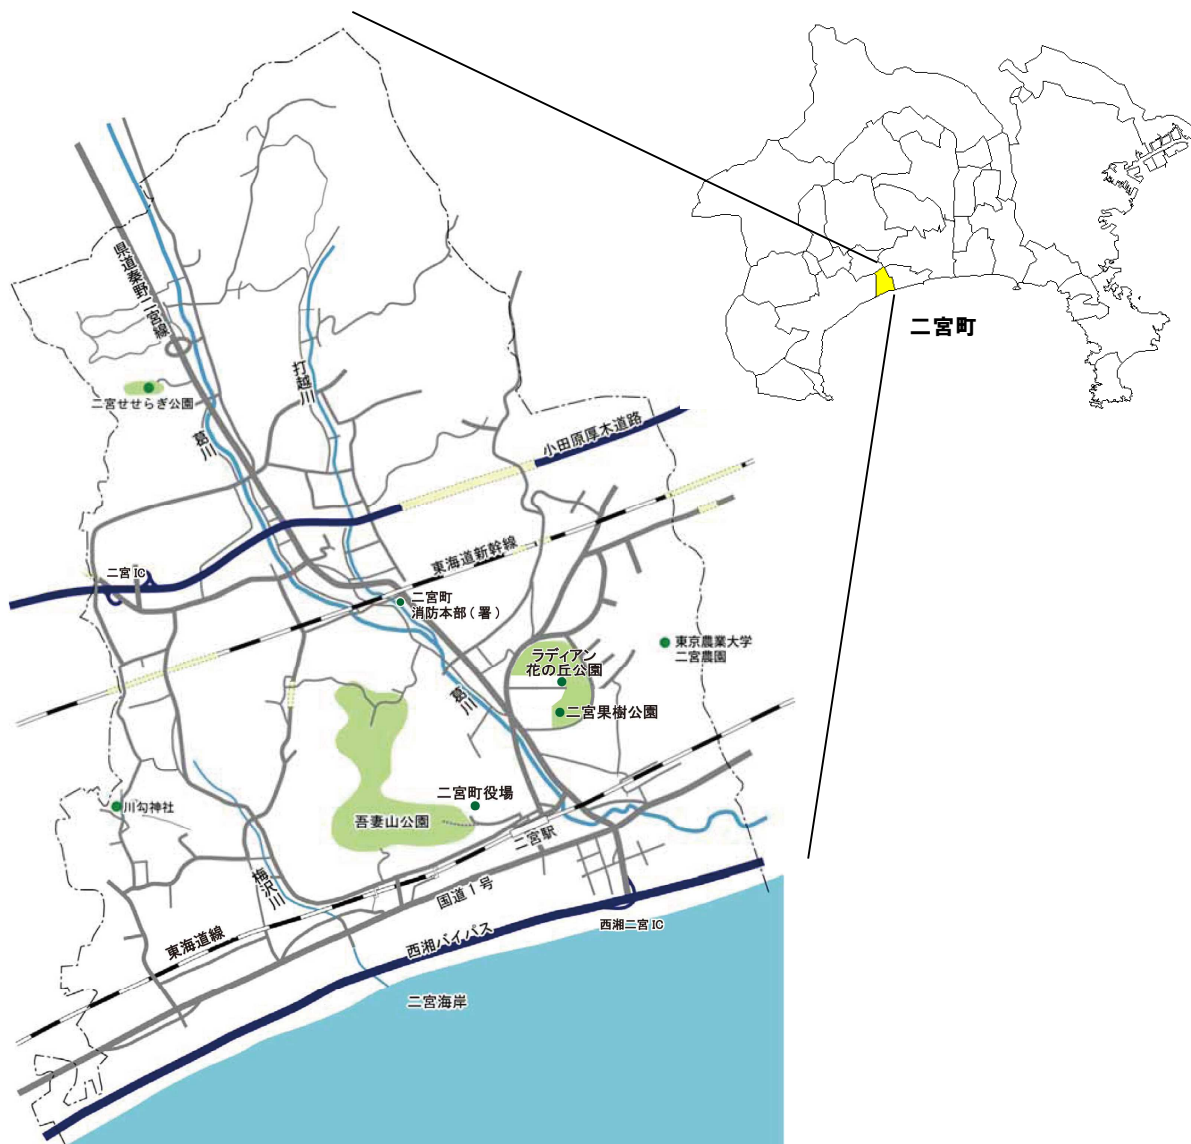 二宮町
県道秦野二宮線
打越川
二宮せせらぎ公園
葛川
小田原厚木道路
東海道新幹線
二宮IC
二宮町
消防本部(署)
東京農業大学
二宮農園
ラディアン
花の丘公園
葛川
二宮果樹公園
二宮町役場
川勾神社
吾妻山公園
二宮駅
梅沢川
国道1号
西湘二宮IC
東海道線
西湘バイパス
二宮海岸